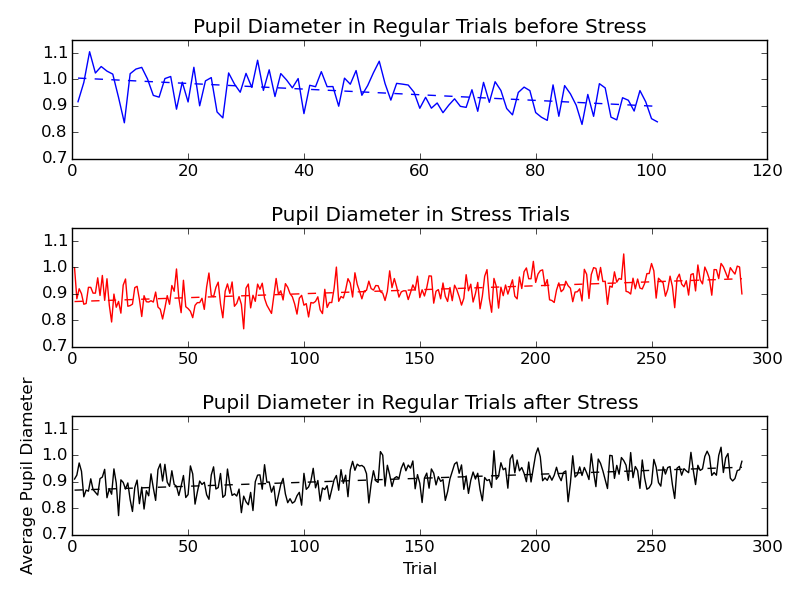 Pupil Diameter in Regular Trials before Stress
1.1
1.0
0.9
0.8
0.7
0 20 40 60 80 100 120
Pupil Diameter in Stress Trials
1.1
1.0
0.9
0.8
0.7
0 50 100 150 200 250 300
Pupil Diameter in Regular Trials after Stress
Average Pupil Diameter
1.1
1.0
0.9
0.8
0.7
0 50 100 150 200 250 300
Trial